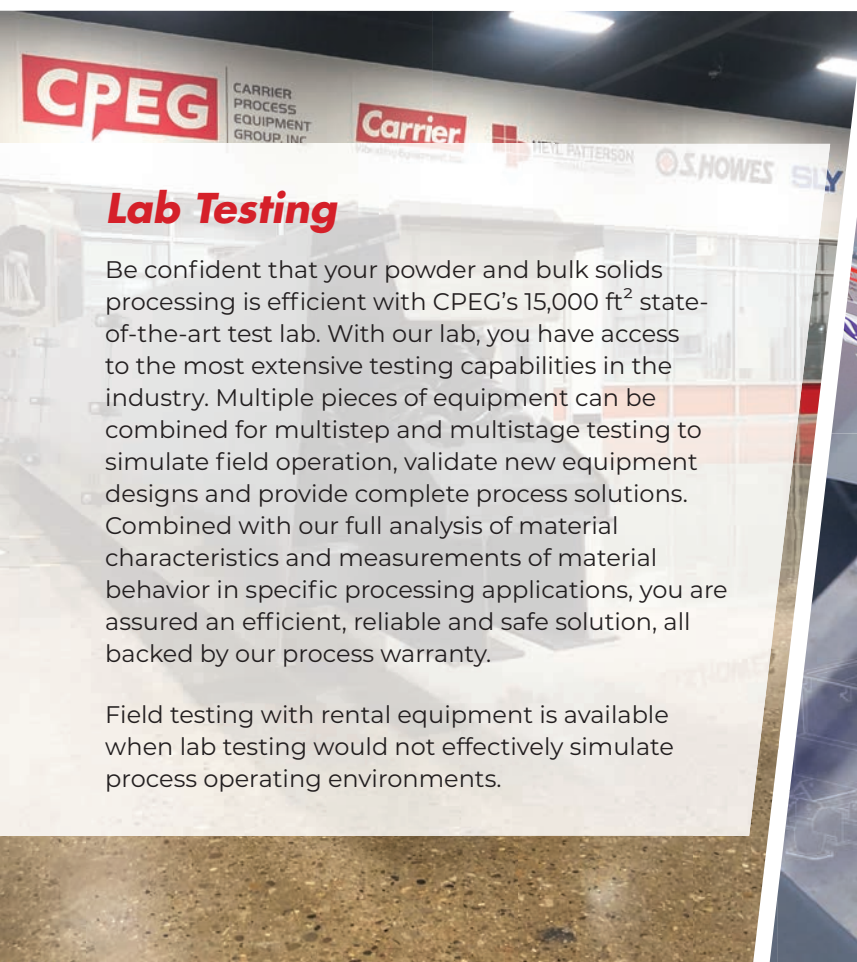 CPEG
CARRIER
PROCESS
EQUIPMENT
GROUP, INC
Carrier
HEYL PATTERSON
S.HOWES
SLY
Lab Testing
Be confident that your powder and bulk solids
processing is efficient with CPEG’s 15,000 ft² state-
of-the-art test lab. With our lab, you have access
to the most extensive testing capabilities in the
industry. Multiple pieces of equipment can be
combined for multistep and multistage testing to
simulate field operation, validate new equipment
designs and provide complete process solutions.
Combined with our full analysis of material
characteristics and measurements of material
behavior in specific processing applications, you are
assured an efficient, reliable and safe solution, all
backed by our process warranty.
Field testing with rental equipment is available
when lab testing would not effectively simulate
process operating environments.